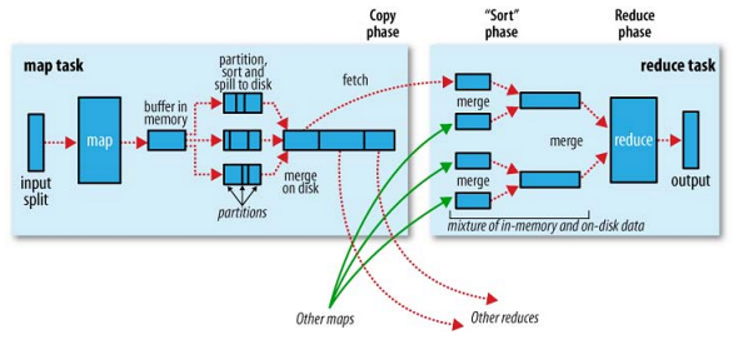 Copy
phase
“Sort”
phase
Reduce
phase
map task
reduce task
partition,
sort and
spill to disk
fetch
buffer in
memory
map
input
split
merge
on disk
partitions
merge
merge
merge
reduce
output
mixture of in-memory and on-disk data
Other maps
Other reduces